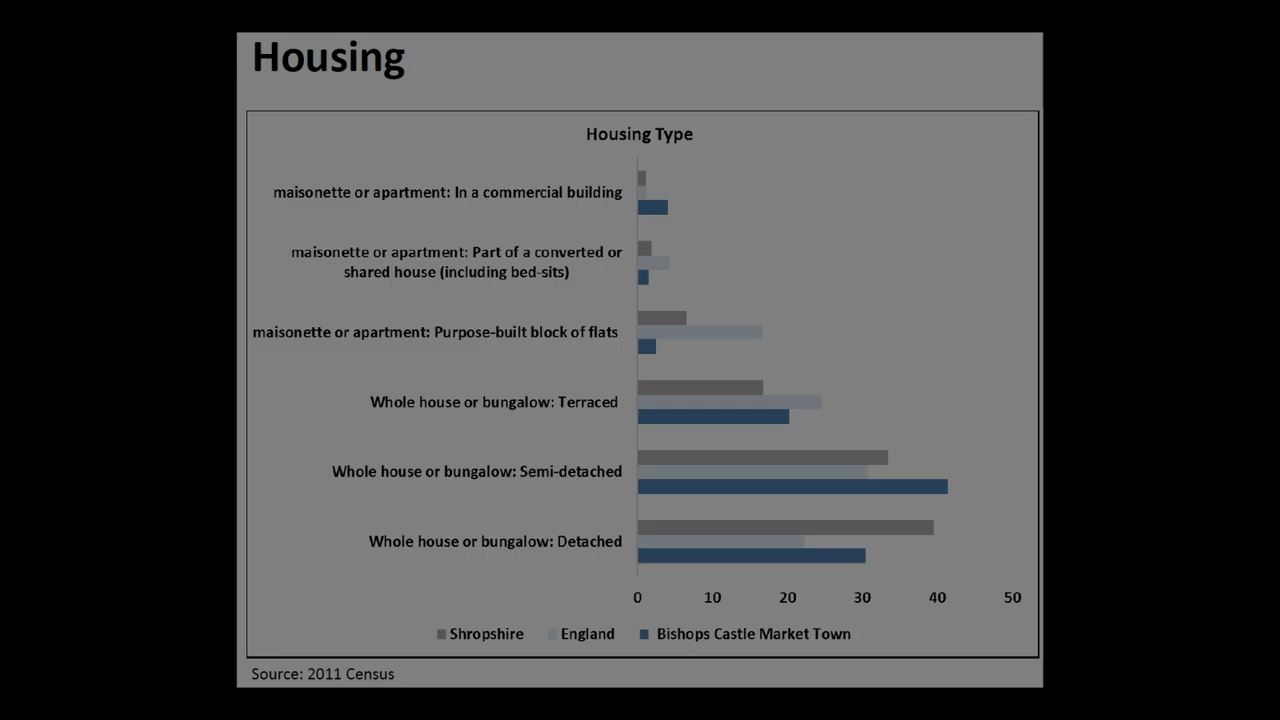 Housing
Housing Type
maisonette or apartment: In a commercial building
maisonette or apartment: Part of a converted or
shared house (including bed-sits)
maisonette or apartment: Purpose-built block of flats
Whole house or bungalow: Terraced
Whole house or bungalow: Semi-detached
Whole house or bungalow: Detached
0 10 20 30 40 50
Shropshire England Bishops Castle Market Town
Source: 2011 Census